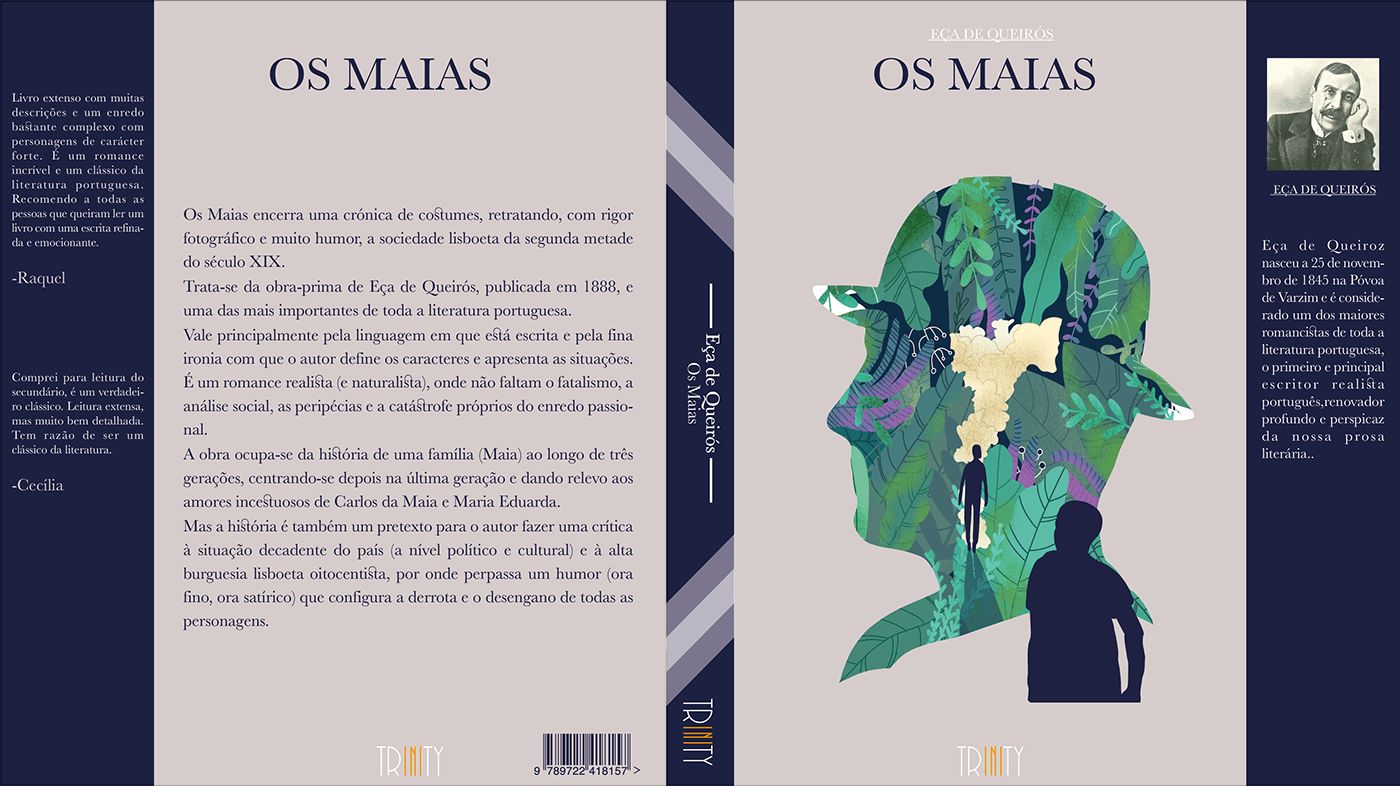 Livro extenso com muitas
descrições e um enredo
bastante complexo com
personagens de carácter
forte. É um romance
incrível e um clássico da
literatura portuguesa.
Recomendo a todas as
pessoas que queiram ler um
livro com uma escrita refina-
da e emocionante.
-Raquel
Comprei para leitura do
secundário, é um verdadei-
ro clássico. Leitura extensa,
mas muito bem detalhada.
Tem razão de ser um
clássico da literatura.
-Cecília
OS MAIAS
Os Maias encerra uma crónica de costumes, retratando, com rigor
fotográfico e muito humor, a sociedade lisboeta da segunda metade
do século XIX.
Trata-se da obra-prima de Eça de Queirós, publicada em 1888, e
uma das mais importantes de toda a literatura portuguesa.
Vale principalmente pela linguagem em que está escrita e pela fina
ironia com que o autor define os caracteres e apresenta as situações.
É um romance realista (e naturalista), onde não faltam o fatalismo, a
análise social, as peripécias e a catástrofe próprios do enredo passio-
nal.
A obra ocupa-se da história de uma família (Maia) ao longo de três
gerações, centrando-se depois na última geração e dando relevo aos
amores incestuosos de Carlos da Maia e Maria Eduarda.
Mas a história é também um pretexto para o autor fazer uma crítica
à situação decadente do país (a nível político e cultural) e à alta
burguesia lisboeta oitocentista, por onde perpassa um humor (ora
fino, ora satírico) que configura a derrota e o desengano de todas as
personagens.
TRINITY
9 789722 418157 >
Eça de Queirós
Os Maias
TRINITY
EÇA DE QUEIRÓS
OS MAIAS
TRINITY
EÇA DE QUEIRÓS
Eça de Queiroz
nasceu a 25 de novem-
bro de 1845 na Póvoa
de Varzim e é conside-
rado um dos maiores
romancistas de toda a
literatura portuguesa,
o primeiro e principal
escritor realista
português,renovador
profundo e perspicaz
da nossa prosa
literária..